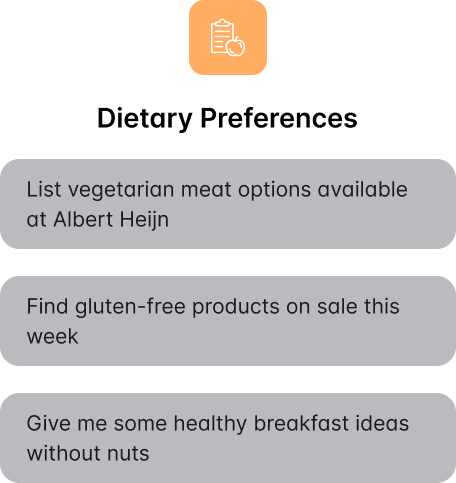 Dietary Preferences
List vegetarian meat options available
at Albert Heijn
Find gluten-free products on sale this
week
Give me some healthy breakfast ideas
without nuts